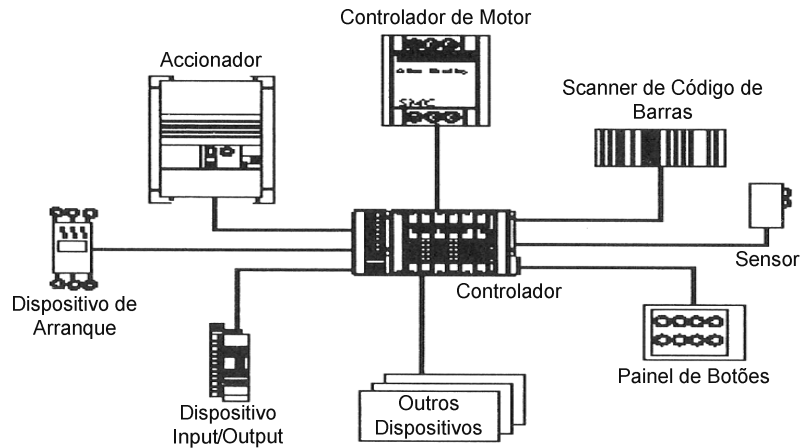 Controlador de Motor
Accionador
SMC
Scanner de Código de
Barras
Sensor
Controlador
Dispositivo de
Arranque
Painel de Botões
Dispositivo
Input/Output
Outros
Dispositivos